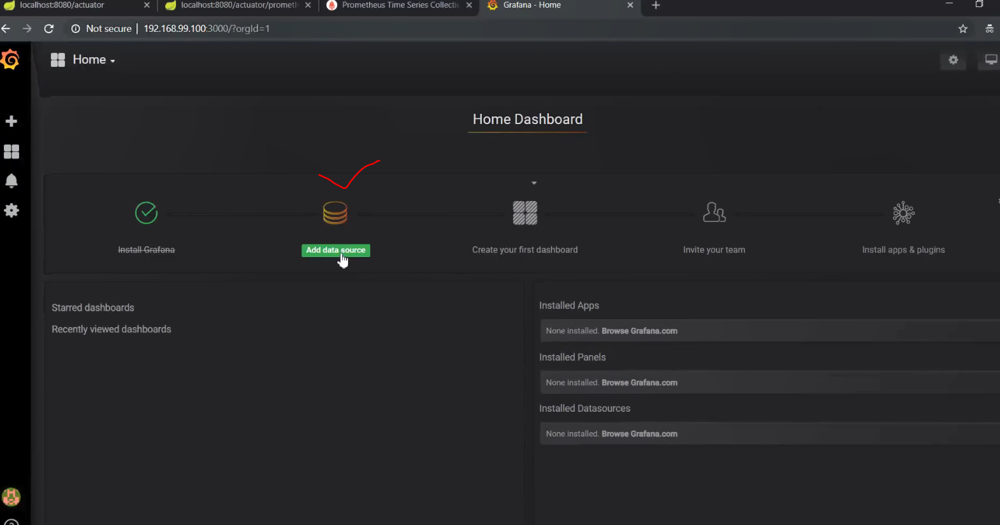 localhost:8080/actuator
localhost:8080/actuator/prometh
Prometheus Time Series Collecti
Grafana - Home
Not secure | 192.168.99.100:3000/?orgId=1
Home
Home Dashboard
Install Grafana
Add data source
Create your first dashboard
Invite your team
Install apps & plugins
Starred dashboards
Recently viewed dashboards
Installed Apps
None installed. Browse Grafana.com
Installed Panels
None installed. Browse Grafana.com
Installed Datasources
None installed. Browse Grafana.com